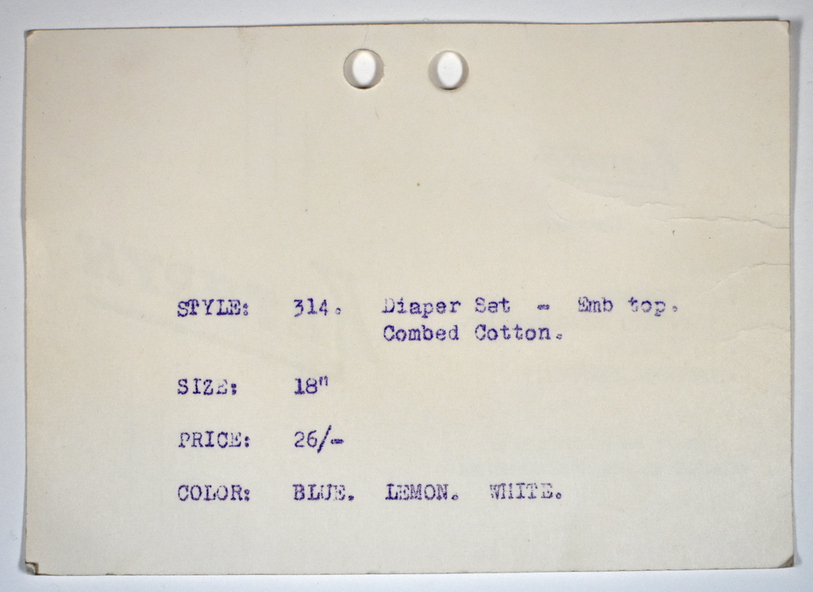 STYLE: 314. Diaper Set - Emb top.
Combed Cotton.
SIZE: 18"
PRICE: 26/-
COLOR: BLUE. LEMON. WHITE.